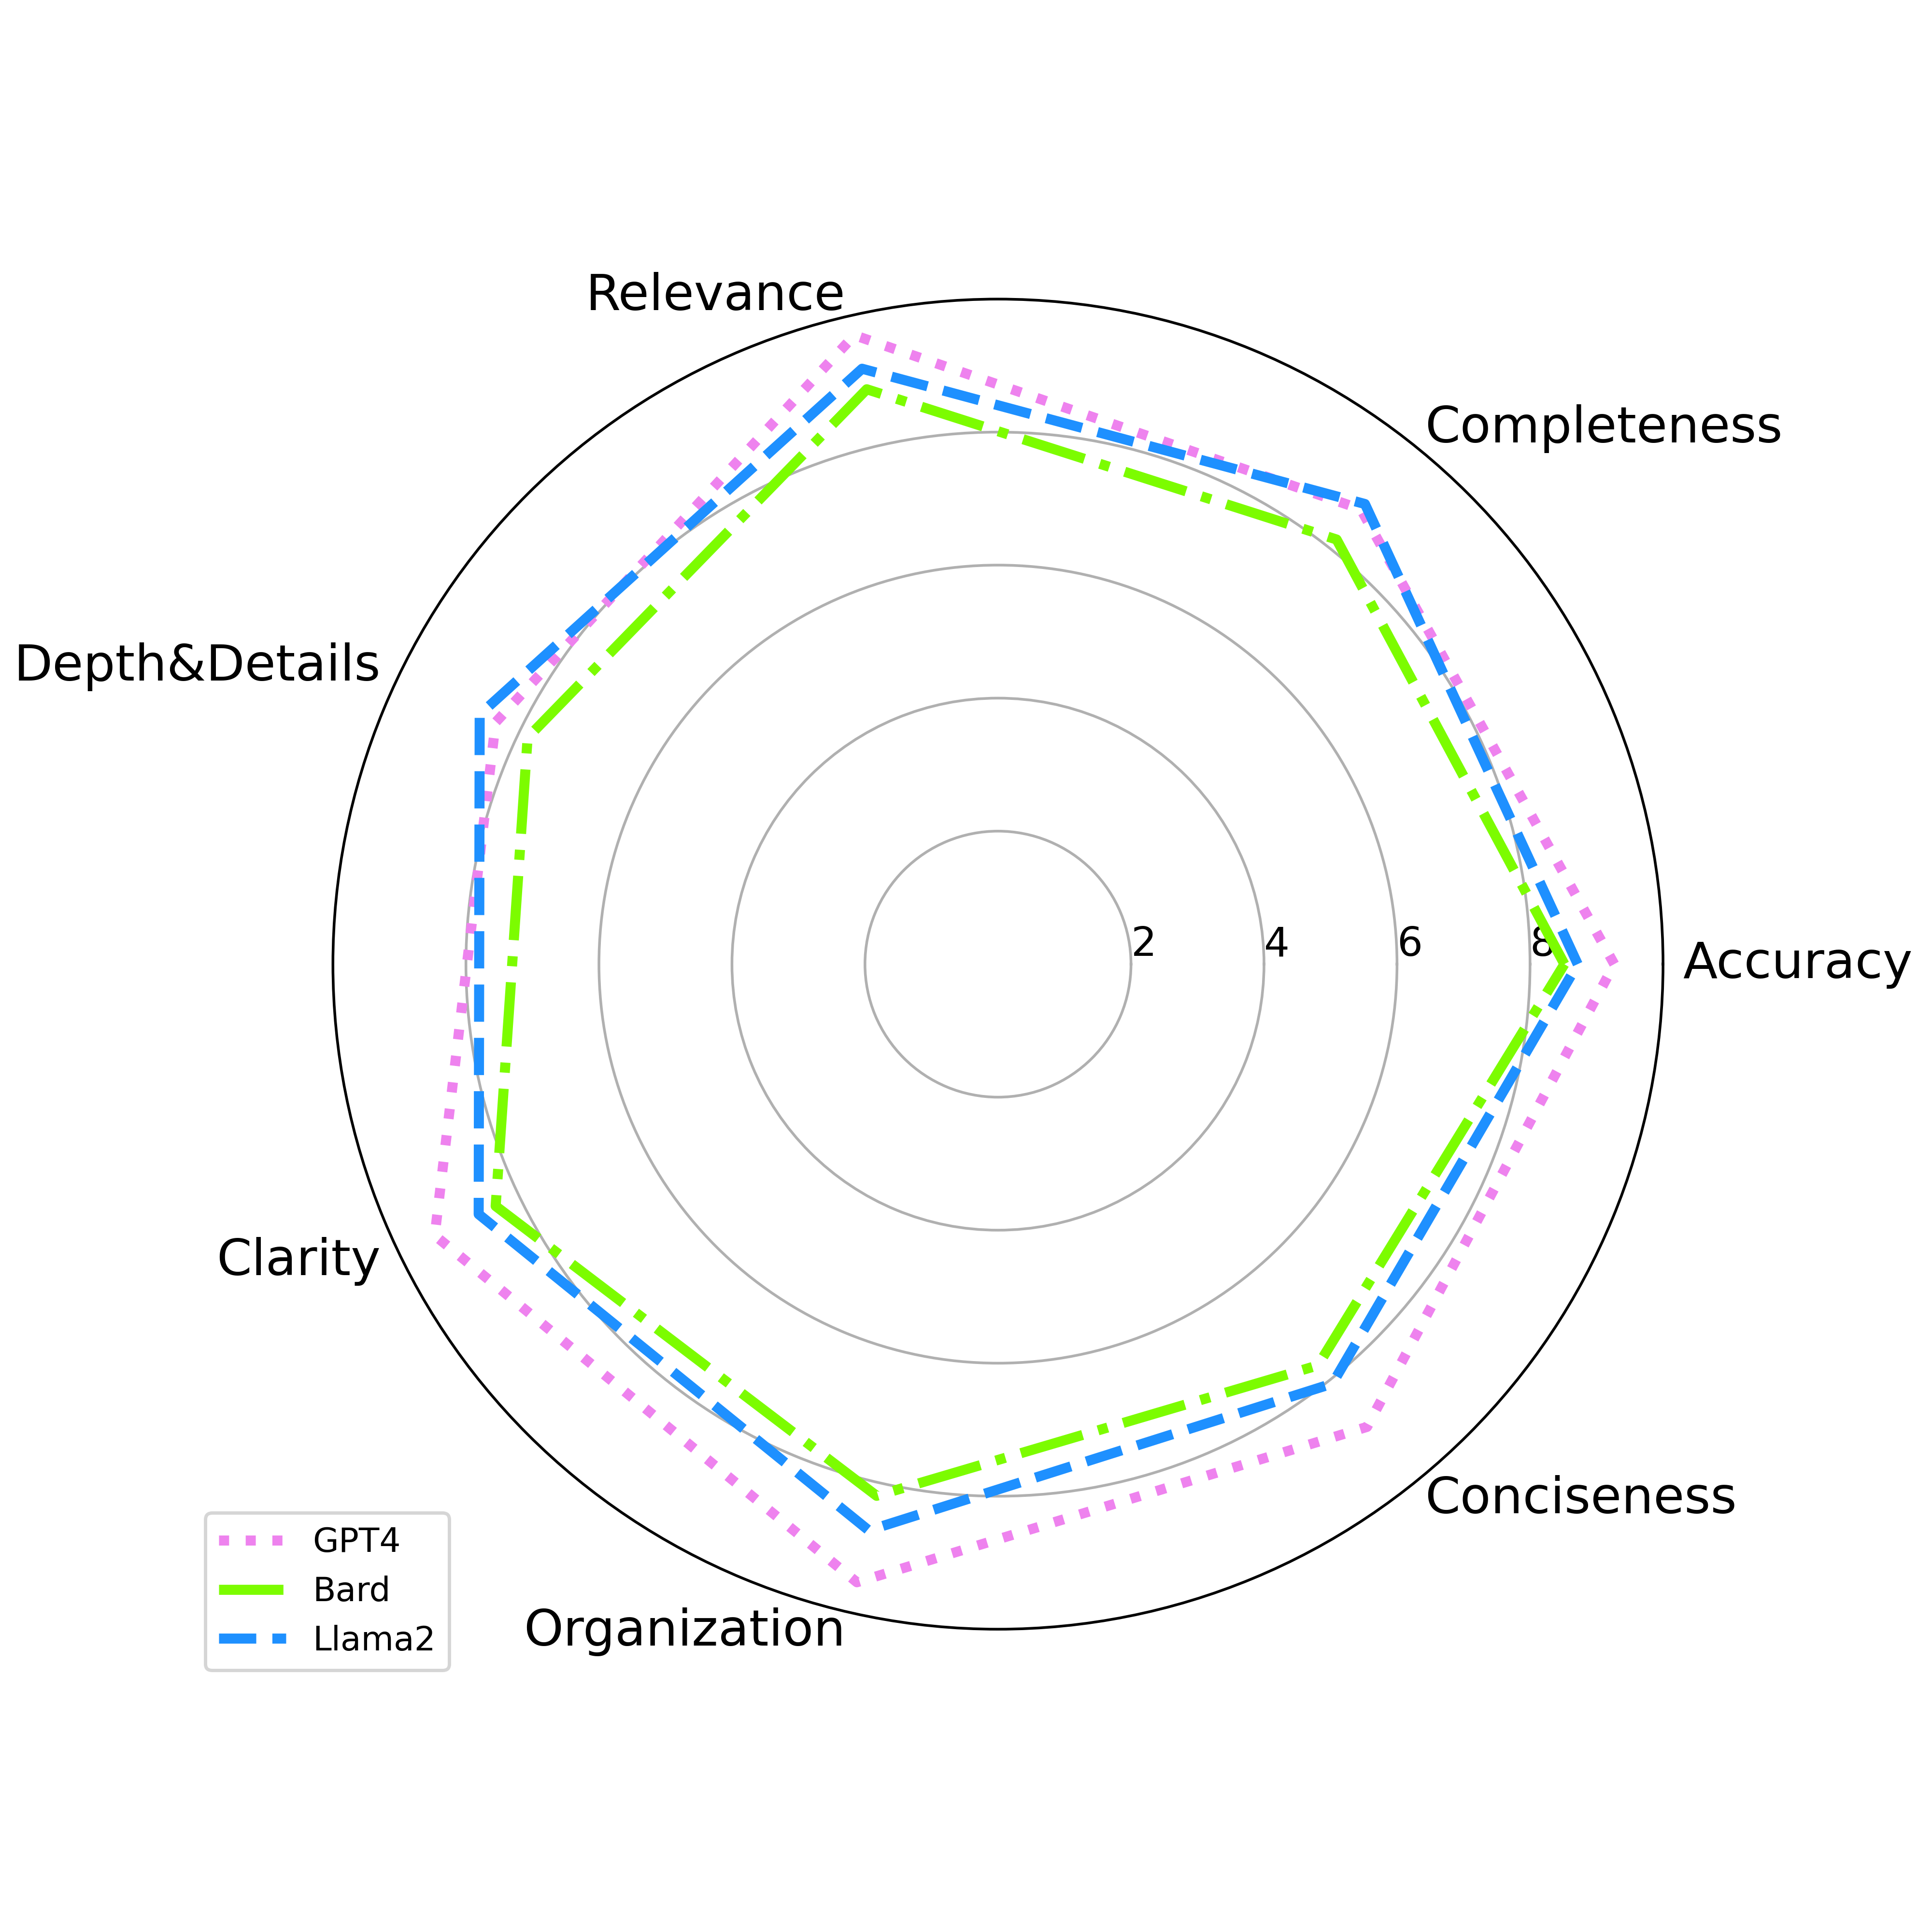 Relevance
Completeness
Depth&Details
2
4
6
8
Accuracy
Clarity
Conciseness
Organization
GPT4
Bard
Llama2